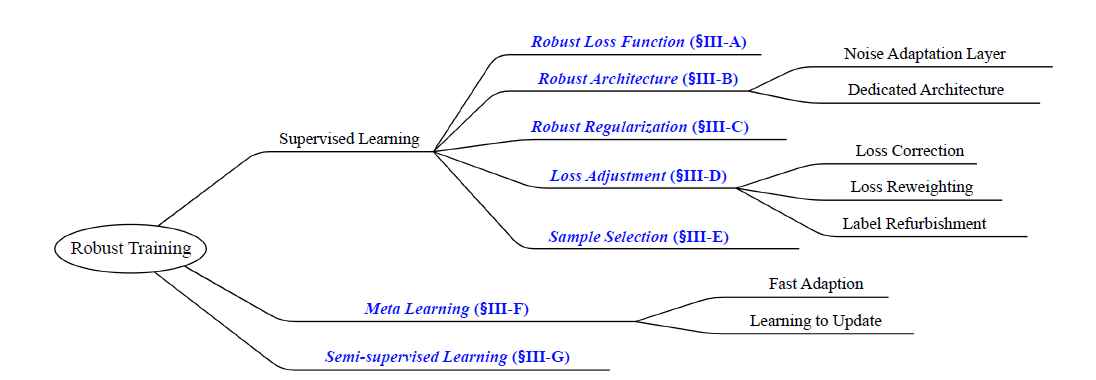 Robust Training
Supervised Learning
Robust Loss Function (§III-A)
Robust Architecture (§III-B)
Noise Adaptation Layer
Dedicated Architecture
Robust Regularization (§III-C)
Loss Adjustment (§III-D)
Loss Correction
Loss Reweighting
Label Refurbishment
Sample Selection (§III-E)
Meta Learning (§III-F)
Fast Adaption
Learning to Update
Semi-supervised Learning (§III-G)